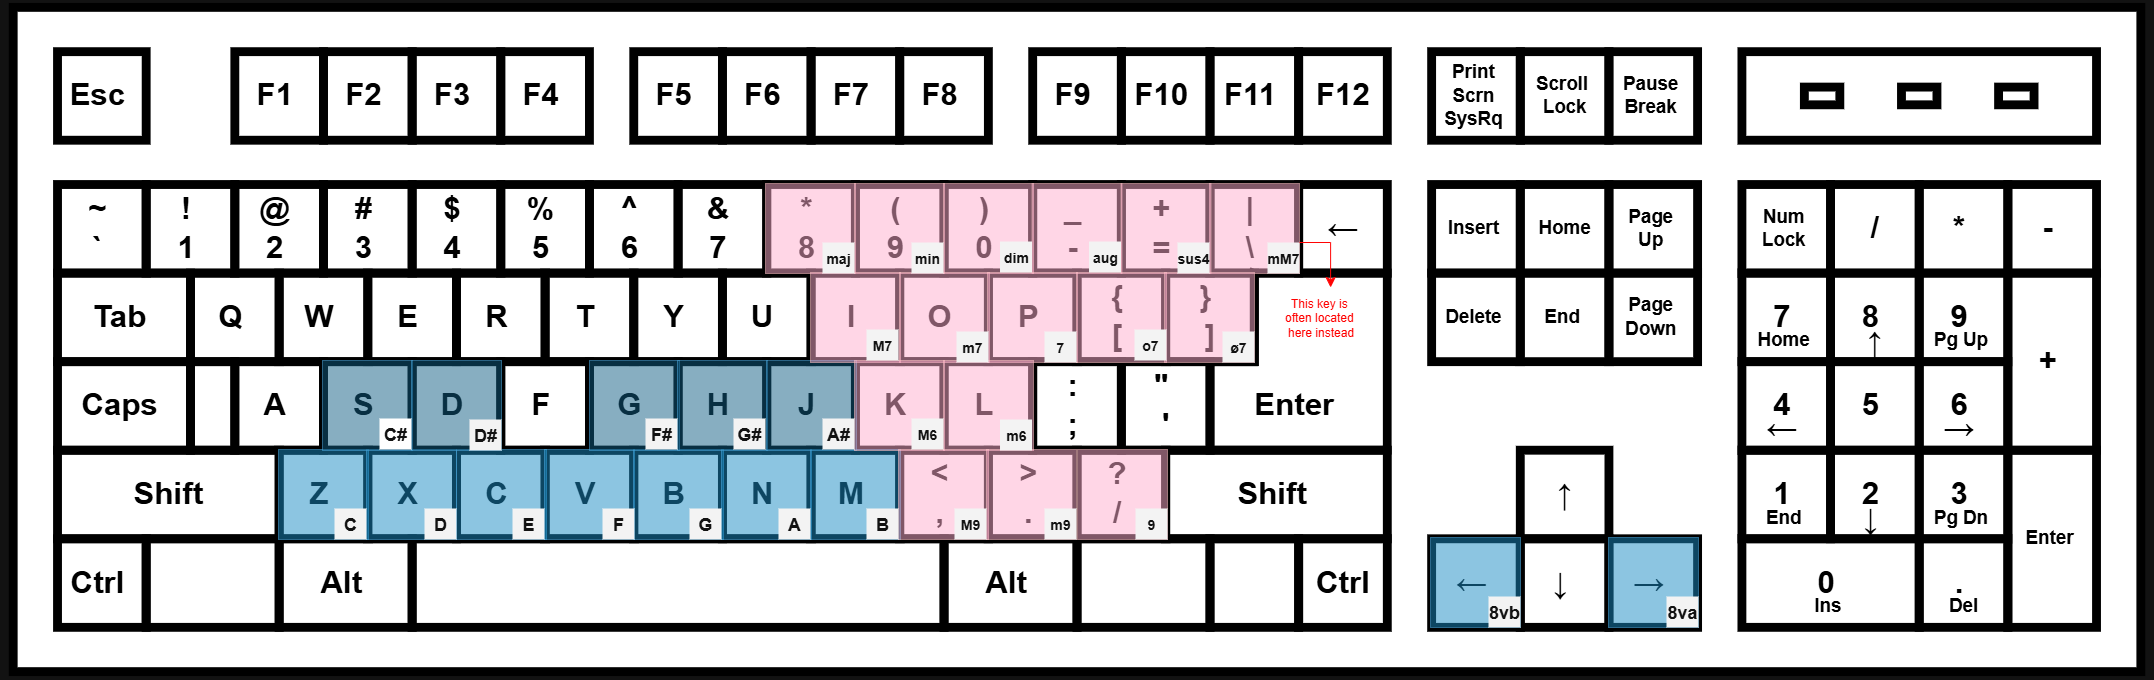 Esc F1 F2 F3 F4 F5 F6 F7 F8 F9 F10 F11 F12
Print
Scrn
SysRq
Scroll
Lock
Pause
Break
~ ! @ # $ % ^ & * ( ) _ + |
` 1 2 3 4 5 6 7 8 9 0 - = \ ←
maj min dim aug sus4 mM7
Insert Home
Page
Up
Num
Lock
/ * -
Tab Q W E R T Y U I O P { }
[ ]
M7 m7 7 o7 ø7
This key is
often located
here instead
Delete End
Page
Down
7 8 9
Home ↑ Pg Up
+
Caps A S D F G H J K L : "
; '
Enter
C# D# F# G# A# M6 m6
4 5 6
← →
Shift Z X C V B N M < > ?
, . /
Shift
C D E F G A B M9 m9 9
↑
1 2 3
End ↓ Pg Dn
Enter
Ctrl Alt Alt Ctrl
← ↓ →
8vb 8va
0 .
Ins Del